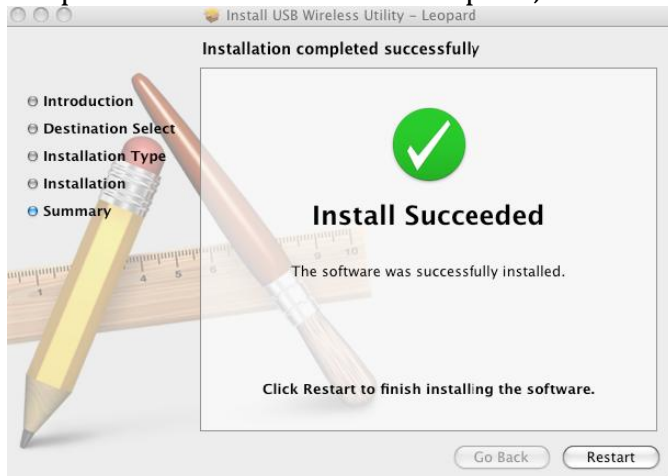 Install USB Wireless Utility – Leopard
Installation completed successfully
Introduction
Destination Select
Installation Type
Installation
Summary
Install Succeeded
The software was successfully installed.
Click Restart to finish installing the software.
Go Back
Restart